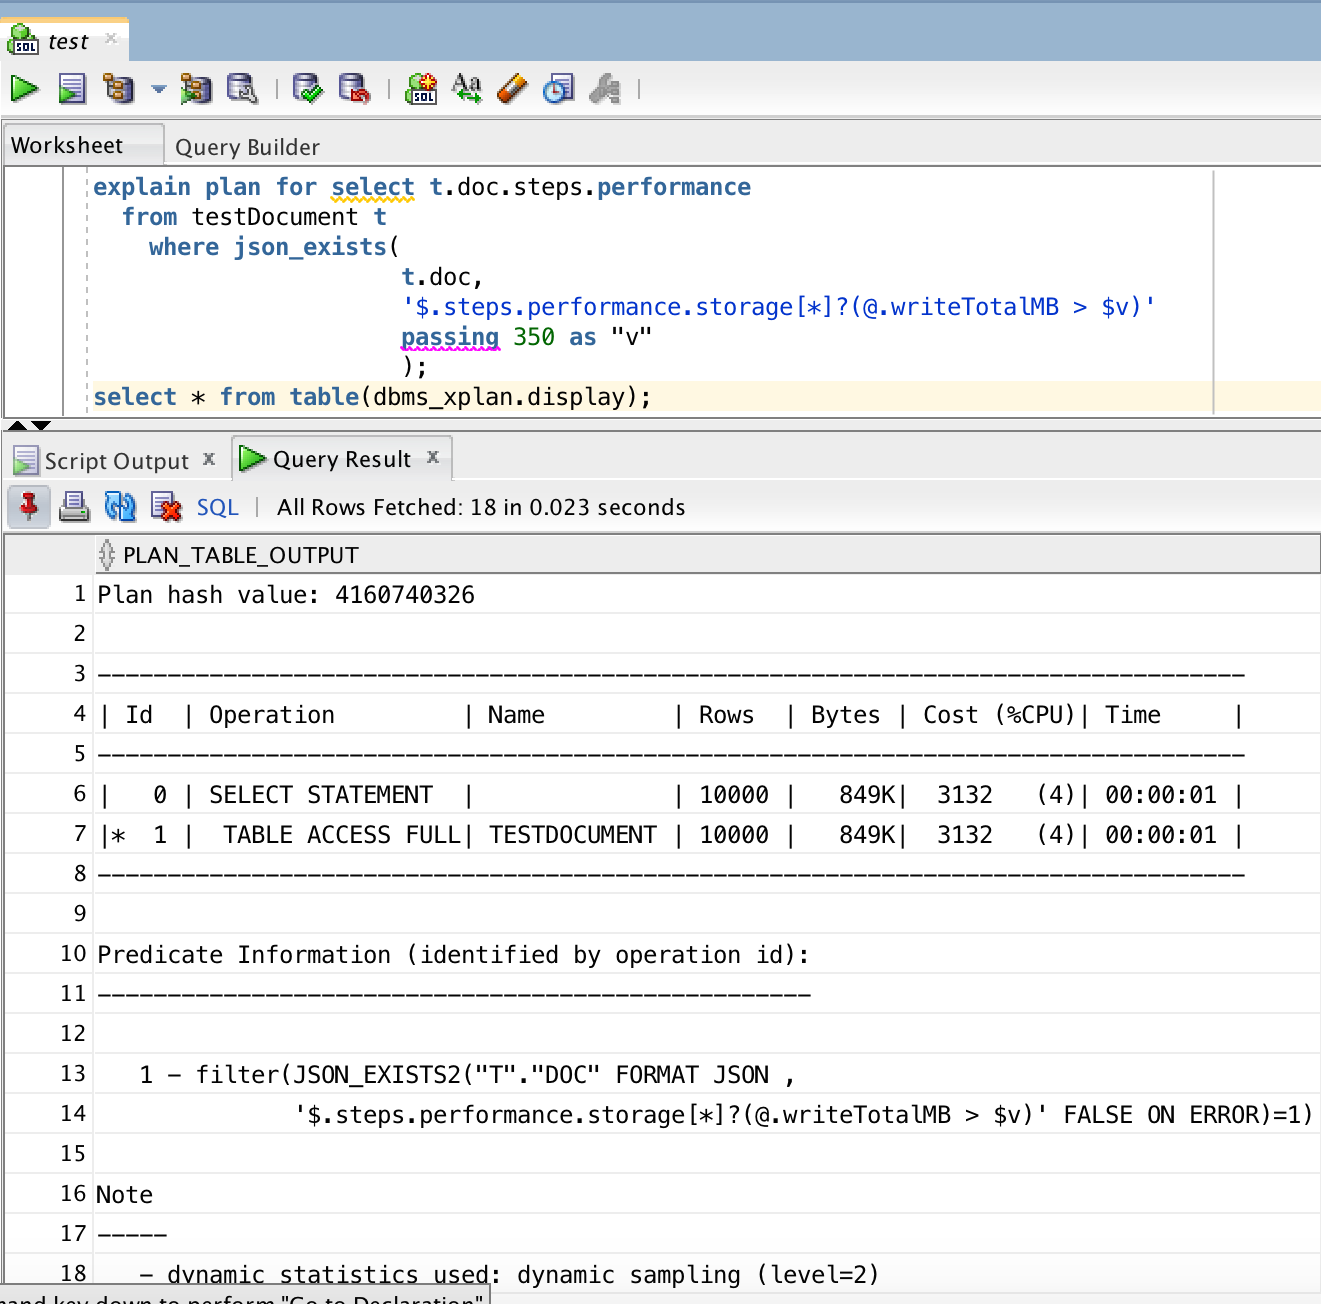 test
Worksheet
Query Builder
explain plan for select t.doc.steps.performance
from testDocument t
where json_exists(
t.doc,
'$.steps.performance.storage[*]?(@.writeTotalMB > $v)'
passing 350 as "v"
);
select * from table(dbms_xplan.display);
Script Output
Query Result
SQL | All Rows Fetched: 18 in 0.023 seconds
PLAN_TABLE_OUTPUT
1 Plan hash value: 4160740326
2
3 ----------------------------------------------------------------------------------
4 | Id  | Operation         | Name         | Rows  | Bytes | Cost (%CPU)| Time     |
5 ----------------------------------------------------------------------------------
6 |   0 | SELECT STATEMENT  |              | 10000 |   849K|  3132   (4)| 00:00:01 |
7 |*  1 |  TABLE ACCESS FULL| TESTDOCUMENT | 10000 |   849K|  3132   (4)| 00:00:01 |
8 ----------------------------------------------------------------------------------
9
10 Predicate Information (identified by operation id):
11 ---------------------------------------------------
12
13 1 - filter(JSON_EXISTS2("T"."DOC" FORMAT JSON ,
14 '$.steps.performance.storage[*]?(@.writeTotalMB > $v)' FALSE ON ERROR)=1)
15
16 Note
17 -----
18 - dynamic statistics used: dynamic sampling (level=2)
key down to perform "Go to Declaration"